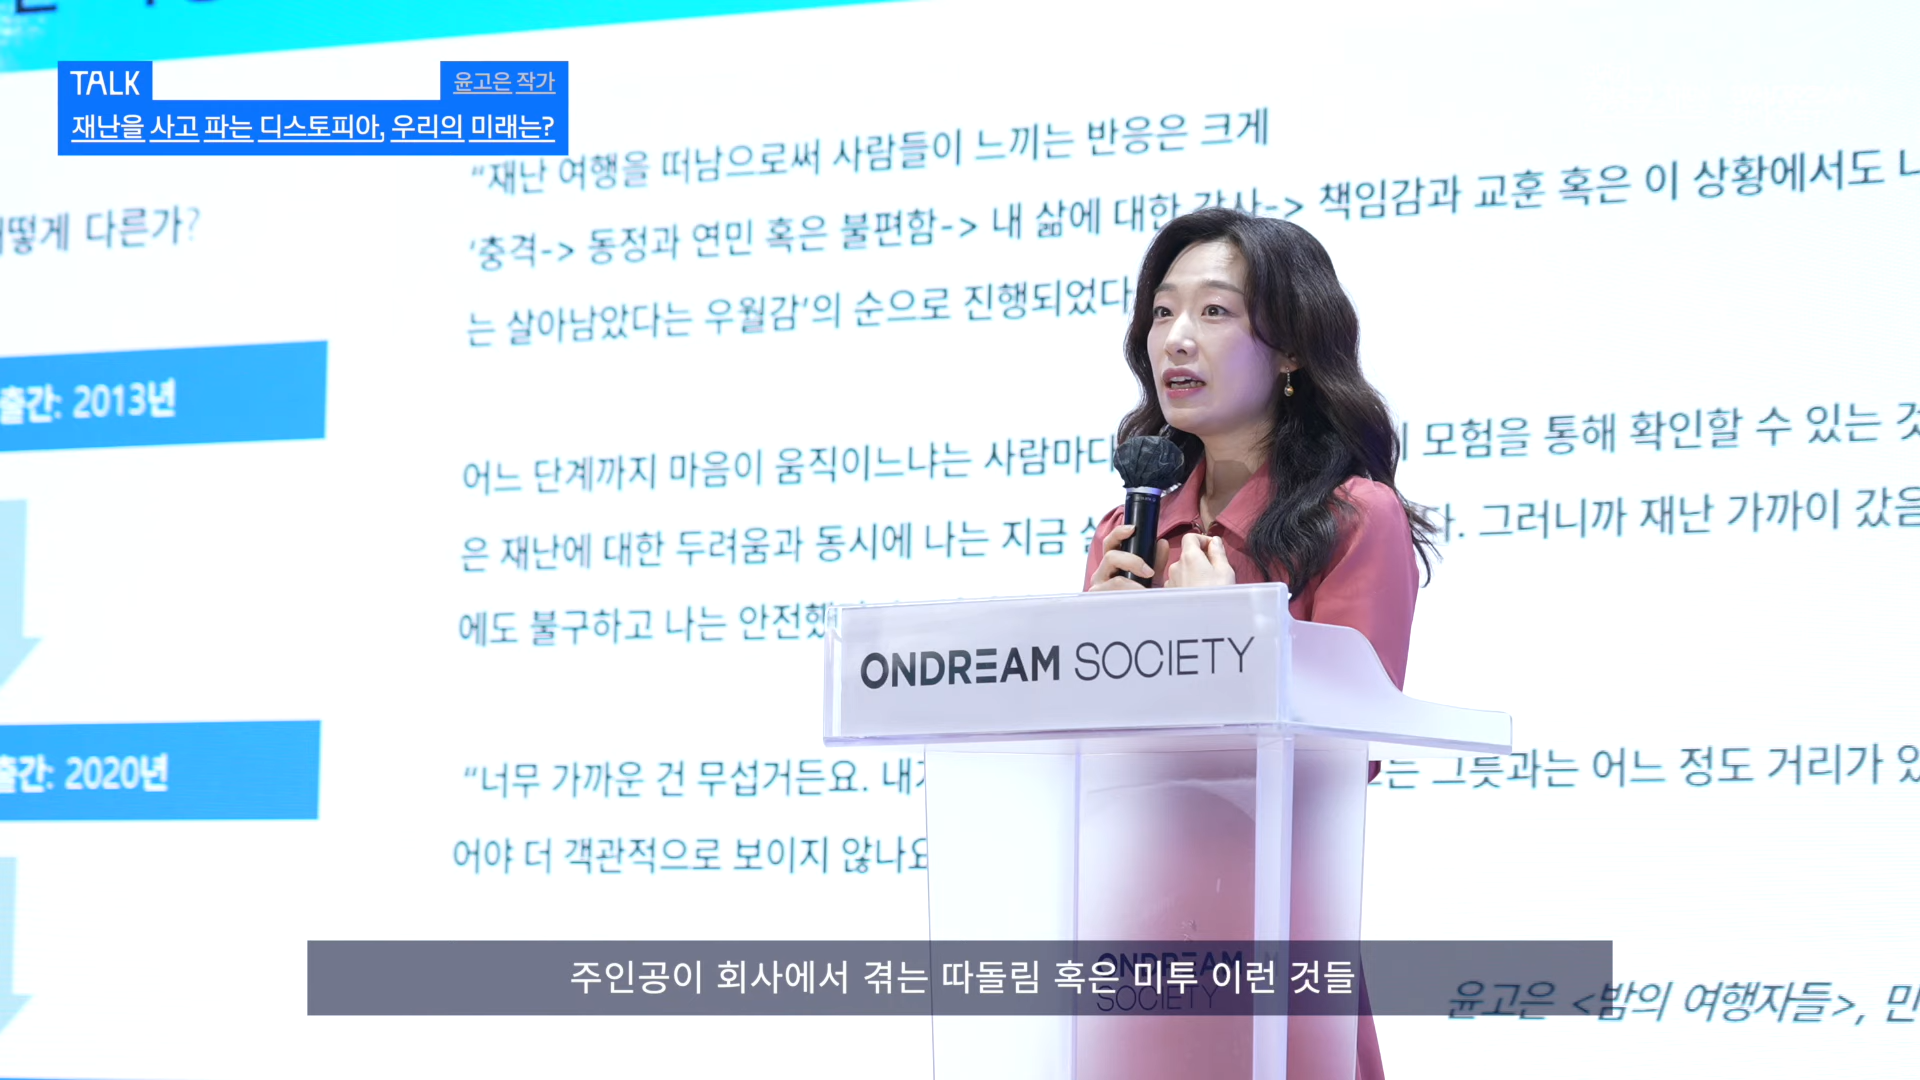 TALK
윤고은 작가
재난을 사고 파는 디스토피아, 우리의 미래는?
떻게 다른가?
“재난 여행을 떠남으로써 사람들이 느끼는 반응은 크게
‘충격-> 동정과 연민 혹은 불편함-> 내 삶에 대한 감사-> 책임감과 교훈 혹은 이 상황에서도
는 살아남았다는 우월감’의 순으로 진행되었다
출간: 2013년
어느 단계까지 마음이 움직이느냐는 사람마다 모험을 통해 확인할 수 있는
은 재난에 대한 두려움과 동시에 나는 지금 그러니까 재난 가까이 갔음
에도 불구하고 나는 안전했
출간: 2020년
“너무 가까운 건 무섭거든요. 그릇과는 어느 정도 거리가
어야 더 객관적으로 보이지 않나요
ONDREAM SOCIETY
주인공이 회사에서 겪는 따돌림 혹은 미투 이런 것들
ONDREAM
SOCIETY
윤고은 <밤의 여행자들>, 민